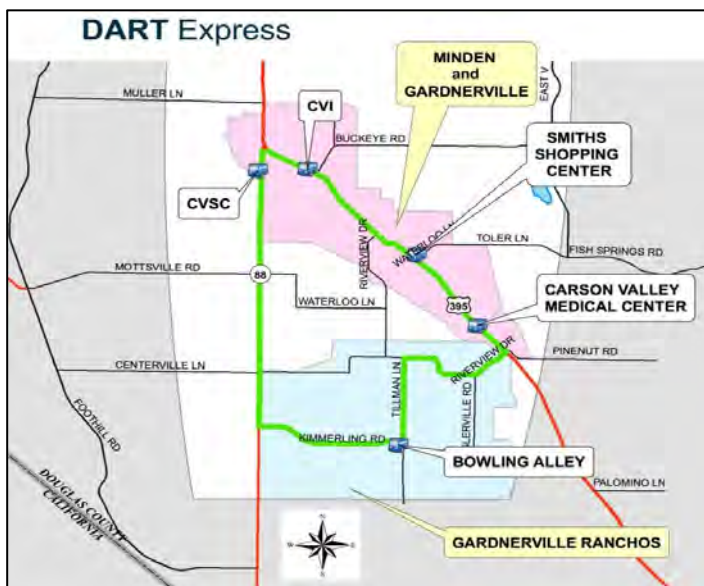 DART Express
MINDEN
and
GARDNERVILLE
EAST V
MULLER LN
CVI
BUCKEYE RD
SMITHS
SHOPPING
CENTER
CVSC
RIVERVIEW DR
WATERLOO LN
TOLER LN
FISH SPRINGS RD
MOTTSVILLE RD
88
WATERLOO LN
395
CARSON VALLEY
MEDICAL CENTER
CENTERVILLE LN
TILLMAN LN
RIVERVIEW DR
PINENUT RD
FOOTHILL RD
KIMMERLING RD
GLERVILLE RD
BOWLING ALLEY
PALOMINO LN
DOUGLAS COUNTY
CALIFORNIA
N
W
E
S
GARDNERVILLE RANCHOS